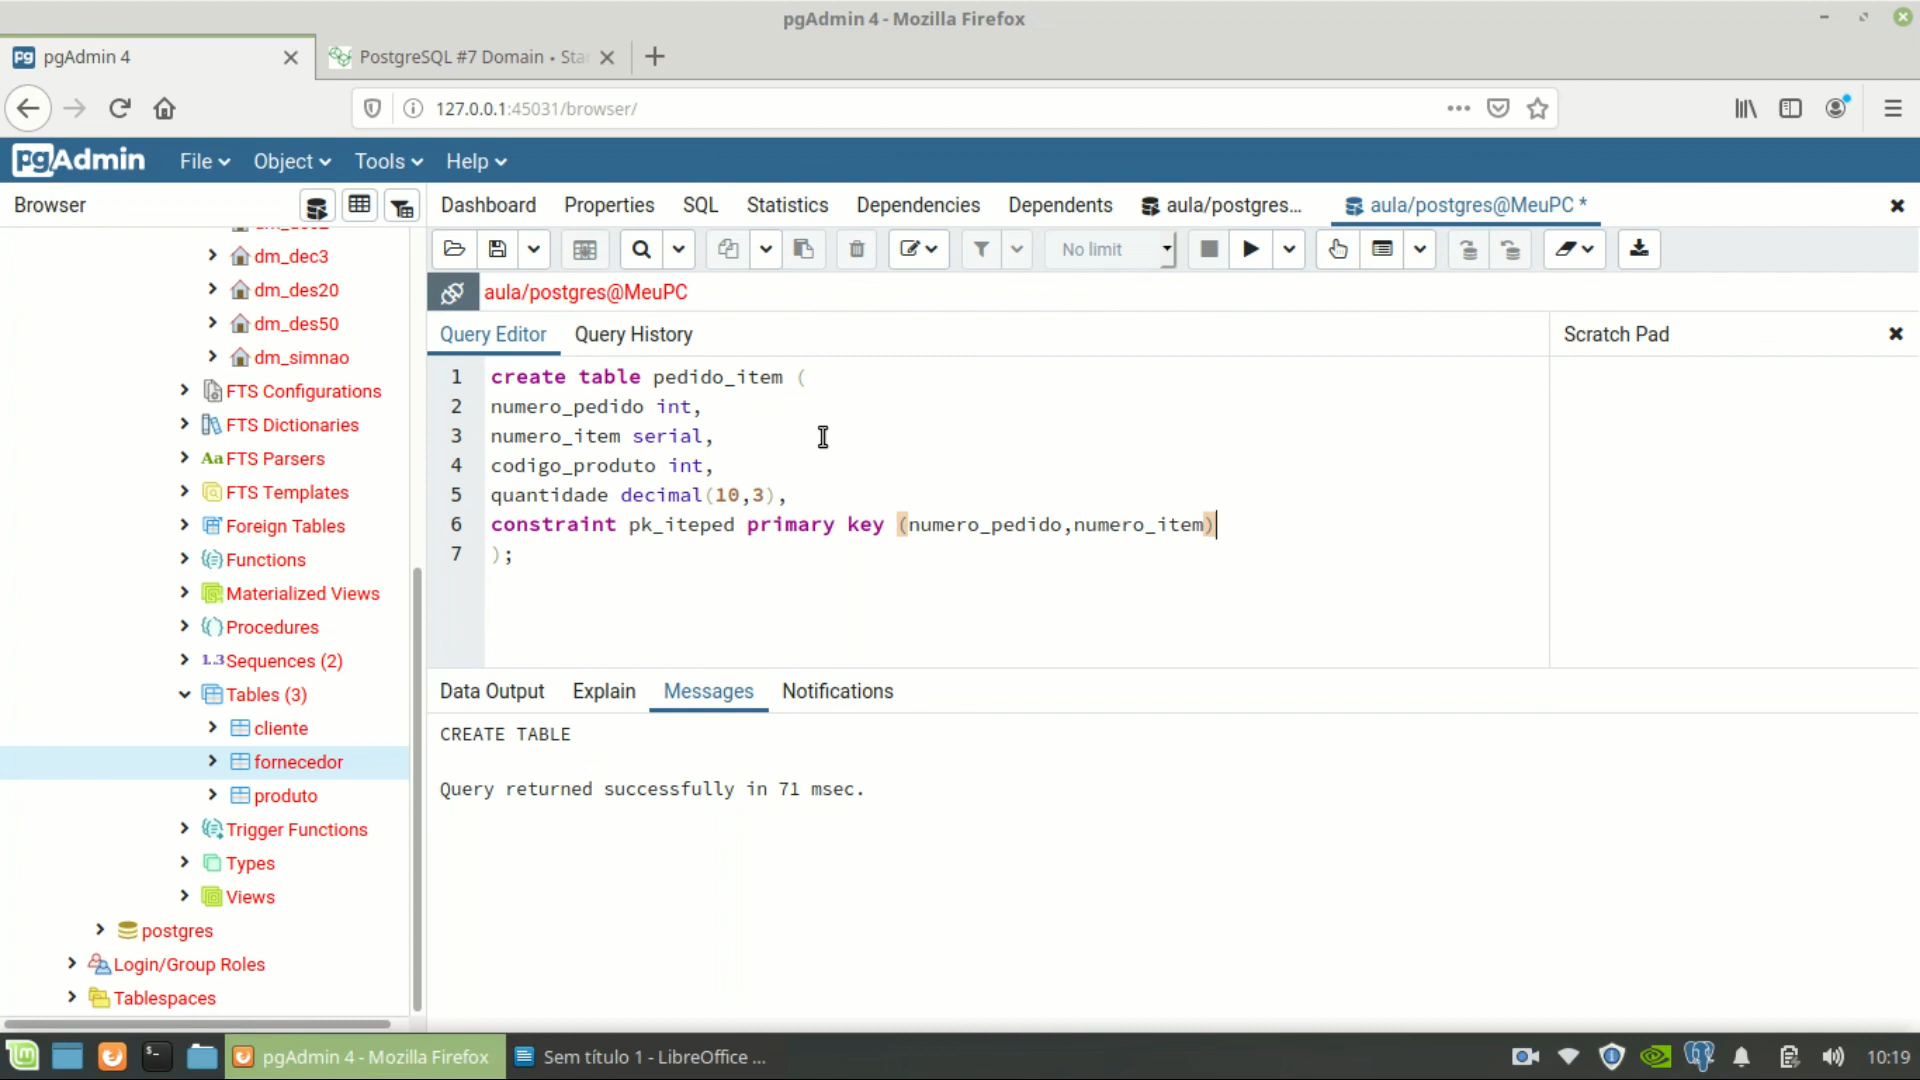 pgAdmin 4 - Mozilla Firefox
pgAdmin 4
PostgreSQL #7 Domain • Sta
127.0.0.1:45031/browser/
pgAdmin File Object Tools Help
Browser
Dashboard Properties SQL Statistics Dependencies Dependents aula/postgres... aula/postgres@MeuPC *
No limit
aula/postgres@MeuPC
Query Editor Query History
Scratch Pad
dm_dec3
dm_des20
dm_des50
dm_simnao
FTS Configurations
FTS Dictionaries
Aa FTS Parsers
FTS Templates
Foreign Tables
Functions
Materialized Views
Procedures
1.3 Sequences (2)
Tables (3)
cliente
fornecedor
produto
Trigger Functions
Types
Views
postgres
Login/Group Roles
Tablespaces
1 create table pedido_item (
2 numero_pedido int,
3 numero_item serial,
4 codigo_produto int,
5 quantidade decimal(10,3),
6 constraint pk_iteped primary key (numero_pedido,numero_item)
7 );
Data Output Explain Messages Notifications
CREATE TABLE
Query returned successfully in 71 msec.
pgAdmin 4 - Mozilla Firefox
Sem título 1 - LibreOffice ...
10:19